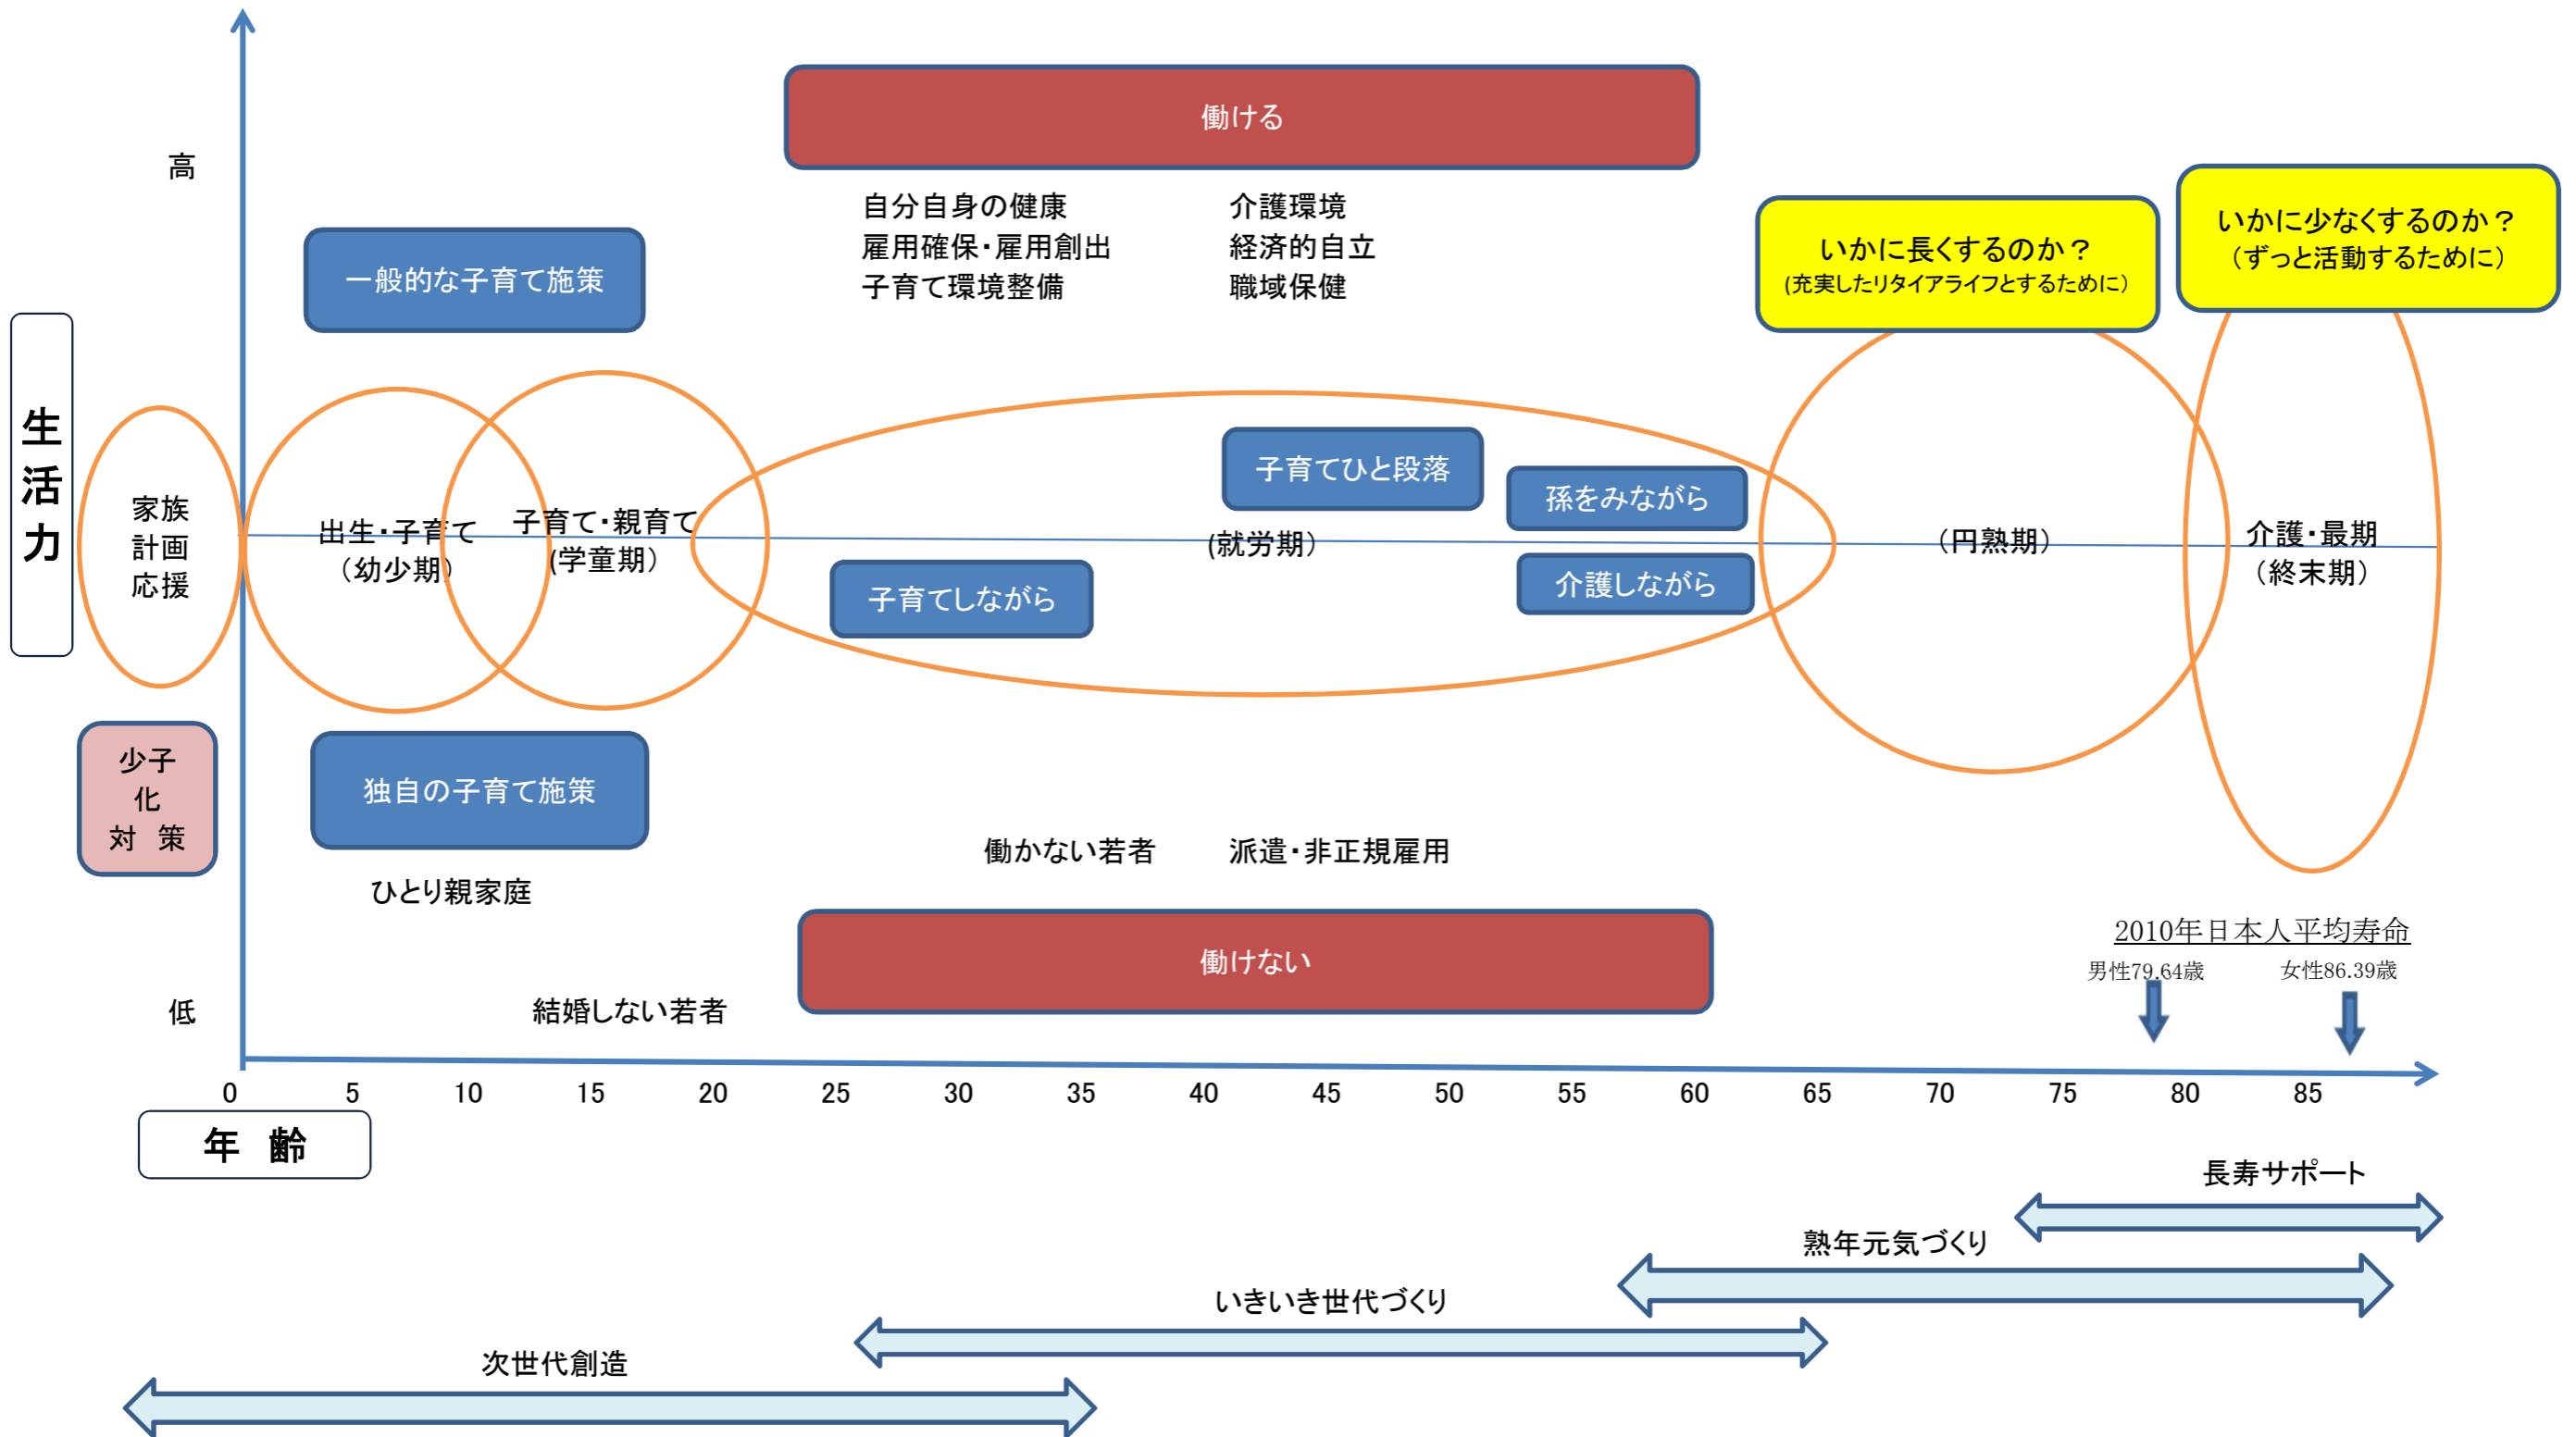 働ける
高
自分自身の健康
雇用確保・雇用創出
子育て環境整備
介護環境
経済的自立
職域保健
いかに長くするのか？
(充実したリタイアライフとするために）
いかに少なくするのか？
（ずっと活動するために）
一般的な子育て施策
生
活
力
家族
計画
応援
出生・子育て
（幼少期）
子育て・親育て
(学童期）
(就労期）
子育てひと段落
孫をみながら
子育てしながら
介護しながら
（円熟期）
介護・最期
（終末期）
少子
化
対　策
独自の子育て施策
ひとり親家庭
働かない若者
派遣・非正規雇用
働けない
2010年日本人平均寿命
男性79.64歳
女性86.39歳
低
結婚しない若者
0 5 10 15 20 25 30 35 40 45 50 55 60 65 70 75 80 85
年　齢
長寿サポート
熟年元気づくり
いきいき世代づくり
次世代創造